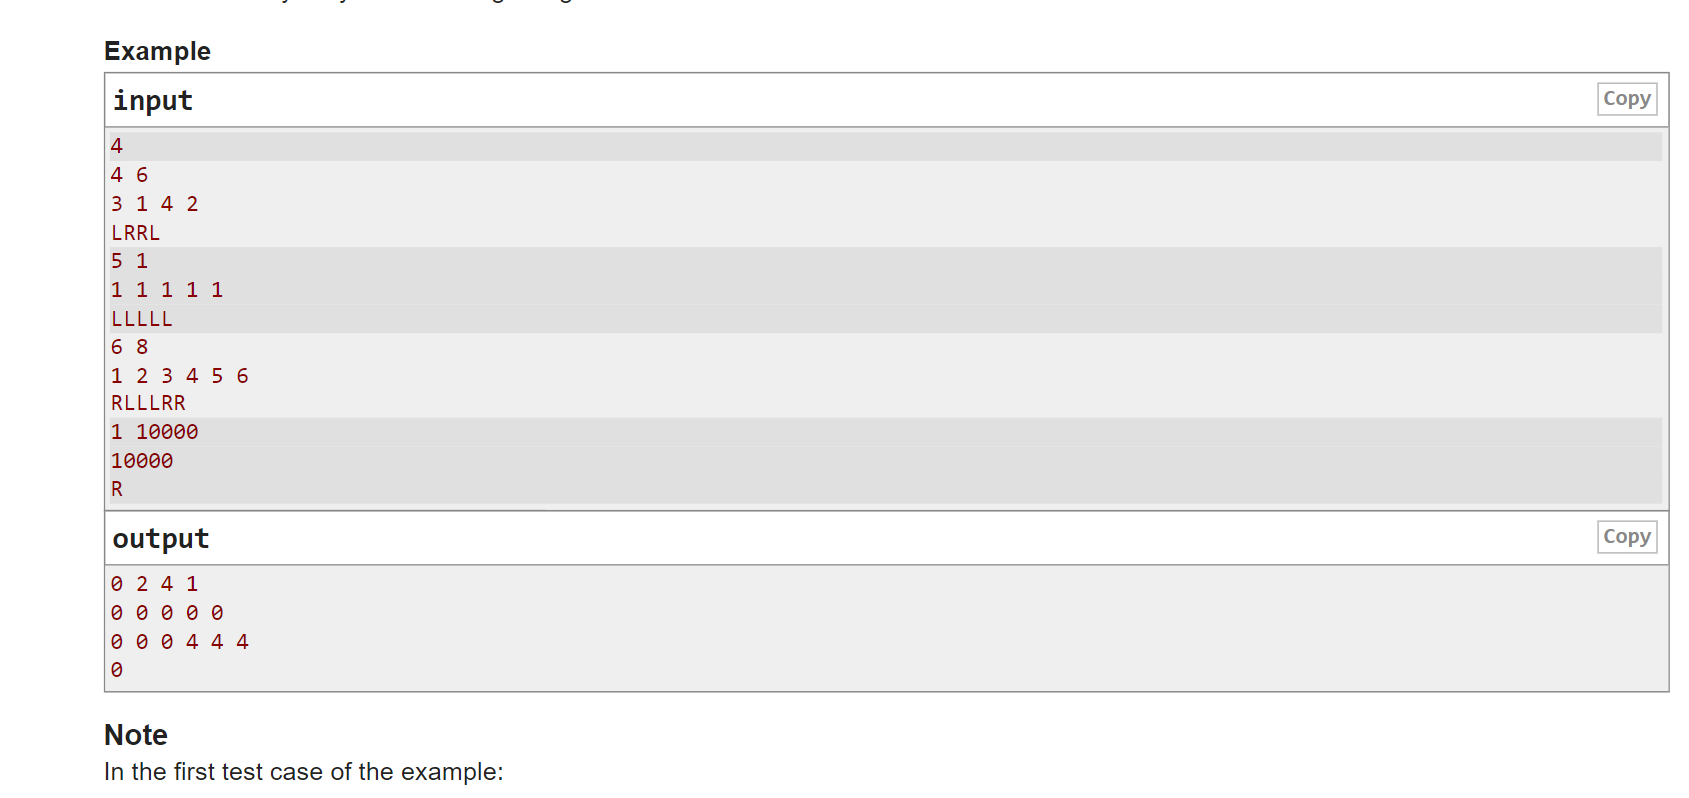 Example
input
Copy
4
4 6
3 1 4 2
LRRL
5 1
1 1 1 1 1
LLLLL
6 8
1 2 3 4 5 6
RLLLRR
1 10000
10000
R
output
Copy
0 2 4 1
0 0 0 0 0
0 0 0 4 4 4
0
Note
In the first test case of the example: